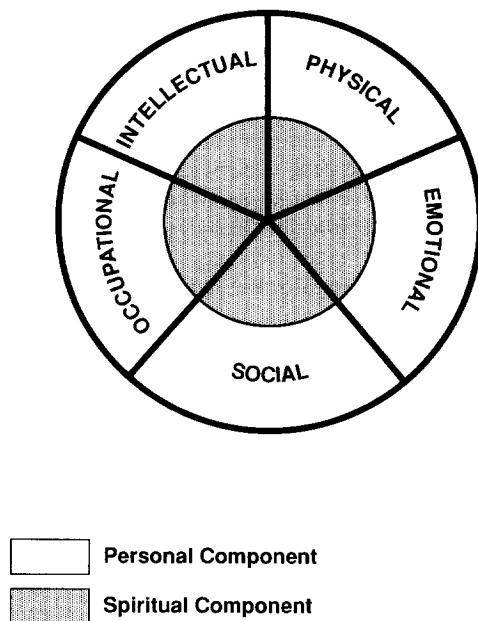 INTELLECTUAL
PHYSICAL
OCCUPATIONAL
EMOTIONAL
SOCIAL
Personal Component
Spiritual Component